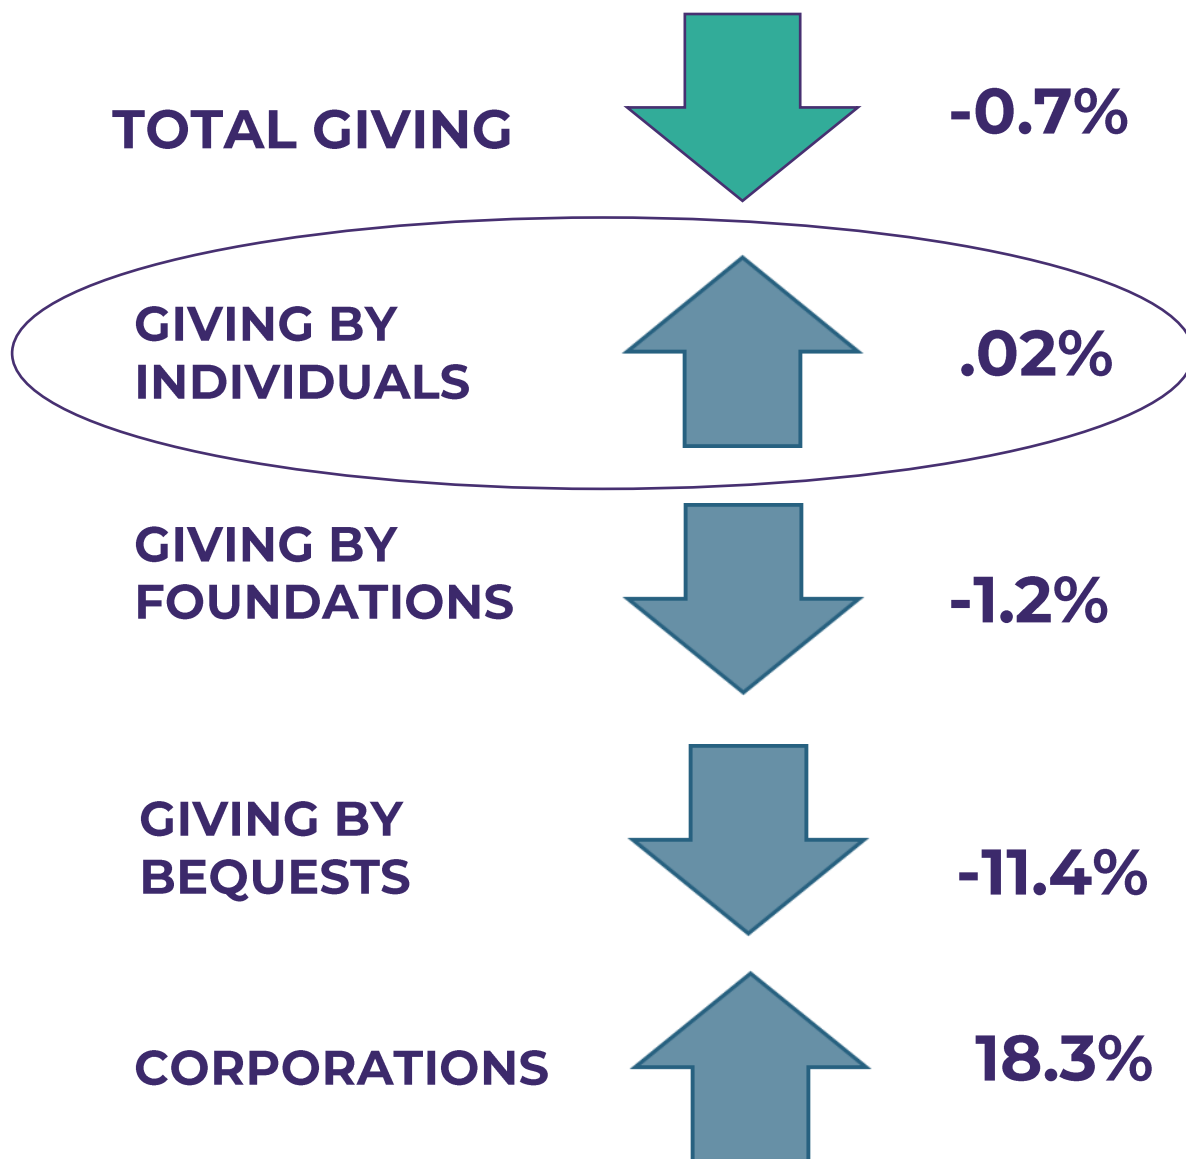 TOTAL GIVING
-0.7%
GIVING BY
INDIVIDUALS
.02%
GIVING BY
FOUNDATIONS
-1.2%
GIVING BY
BEQUESTS
-11.4%
CORPORATIONS
18.3%